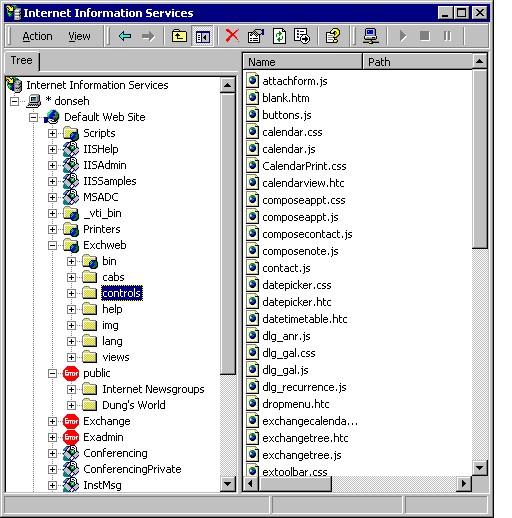 Internet Information Services
Action View
Tree
Internet Information Services
* donseh
Default Web Site
Scripts
IISHelp
IISAdmin
IISSamples
MSADC
_vti_bin
Printers
Exchweb
bin
cabs
controls
help
img
lang
views
Error public
Internet Newsgroups
Dung's World
Error Exchange
Error Exadmin
Conferencing
ConferencingPrivate
InstMsg
Name Path
attachform.js
blank.htm
buttons.js
calendar.css
calendar.js
CalendarPrint.css
calendarview.htc
composeappt.css
composeappt.js
composecontact.js
composenote.js
contact.js
datepicker.css
datepicker.htc
datetimetable.htc
dlg_anr.js
dlg_gal.css
dlg_gal.js
dlg_recurrence.js
dropmenu.htc
exchangecalenda...
exchangetree.htc
exchangetree.js
extoolbar.css